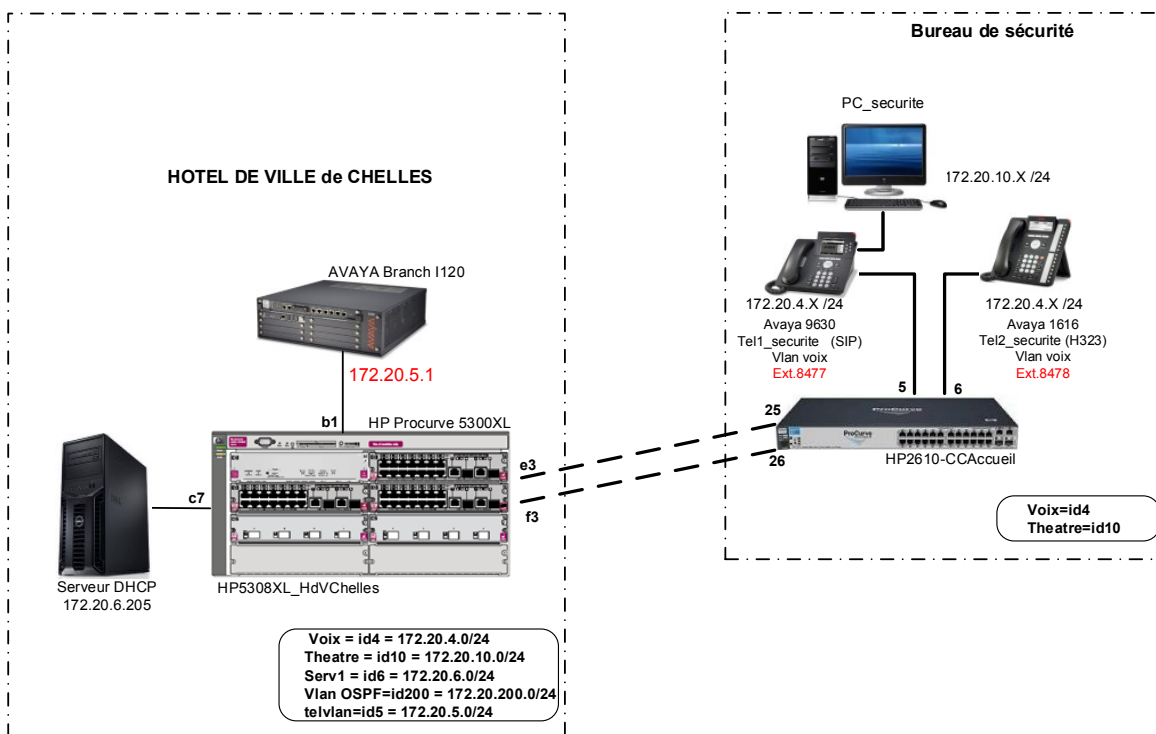 Bureau de sécurité
PC_securite
172.20.10.X /24
HOTEL DE VILLE de CHELLES
AVAYA Branch I120
AVAYA
172.20.5.1
172.20.4.X /24
Avaya 9630
Tel1_securite (SIP)
Vlan voix
Ext.8477
172.20.4.X /24
Avaya 1616
Tel2_securite (H323)
Vlan voix
Ext.8478
5
6
25
26
ProCurve
HP2610-CCAccueil
b1
HP Procurve 5300XL
e3
f3
c7
Serveur DHCP
172.20.6.205
HP5308XL_HdVChelles
Voix=id4
Theatre=id10
Voix = id4 = 172.20.4.0/24
Theatre = id10 = 172.20.10.0/24
Serv1 = id6 = 172.20.6.0/24
Vlan OSPF=id200 = 172.20.200.0/24
telvlan=id5 = 172.20.5.0/24